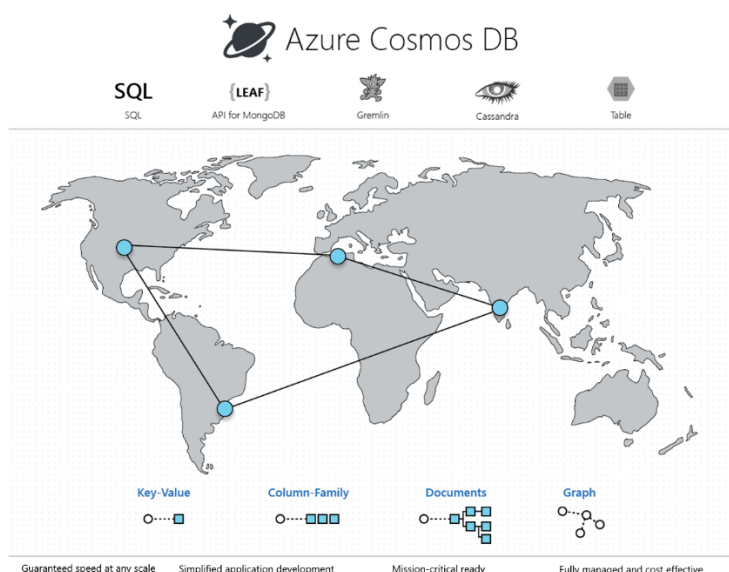 Azure Cosmos DB
SQL
{LEAF}
SQL
API for MongoDB
Gremlin
Cassandra
Table
Key-Value
Column-Family
Documents
Graph
Guaranteed speed at any scale
Simplified application development
Mission-critical ready
Fully managed and cost effective